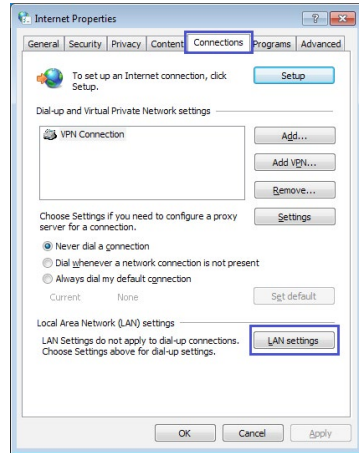 Internet Properties
General Security Privacy Content Connections Programs Advanced
To set up an Internet connection, click
Setup.
Setup
Dial-up and Virtual Private Network settings
VPN Connection
Add...
Add VPN...
Remove...
Choose Settings if you need to configure a proxy
server for a connection.
Settings
Never dial a connection
Dial whenever a network connection is not present
Always dial my default connection
Current None
Set default
Local Area Network (LAN) settings
LAN Settings do not apply to dial-up connections.
Choose Settings above for dial-up settings.
LAN settings
OK Cancel Apply